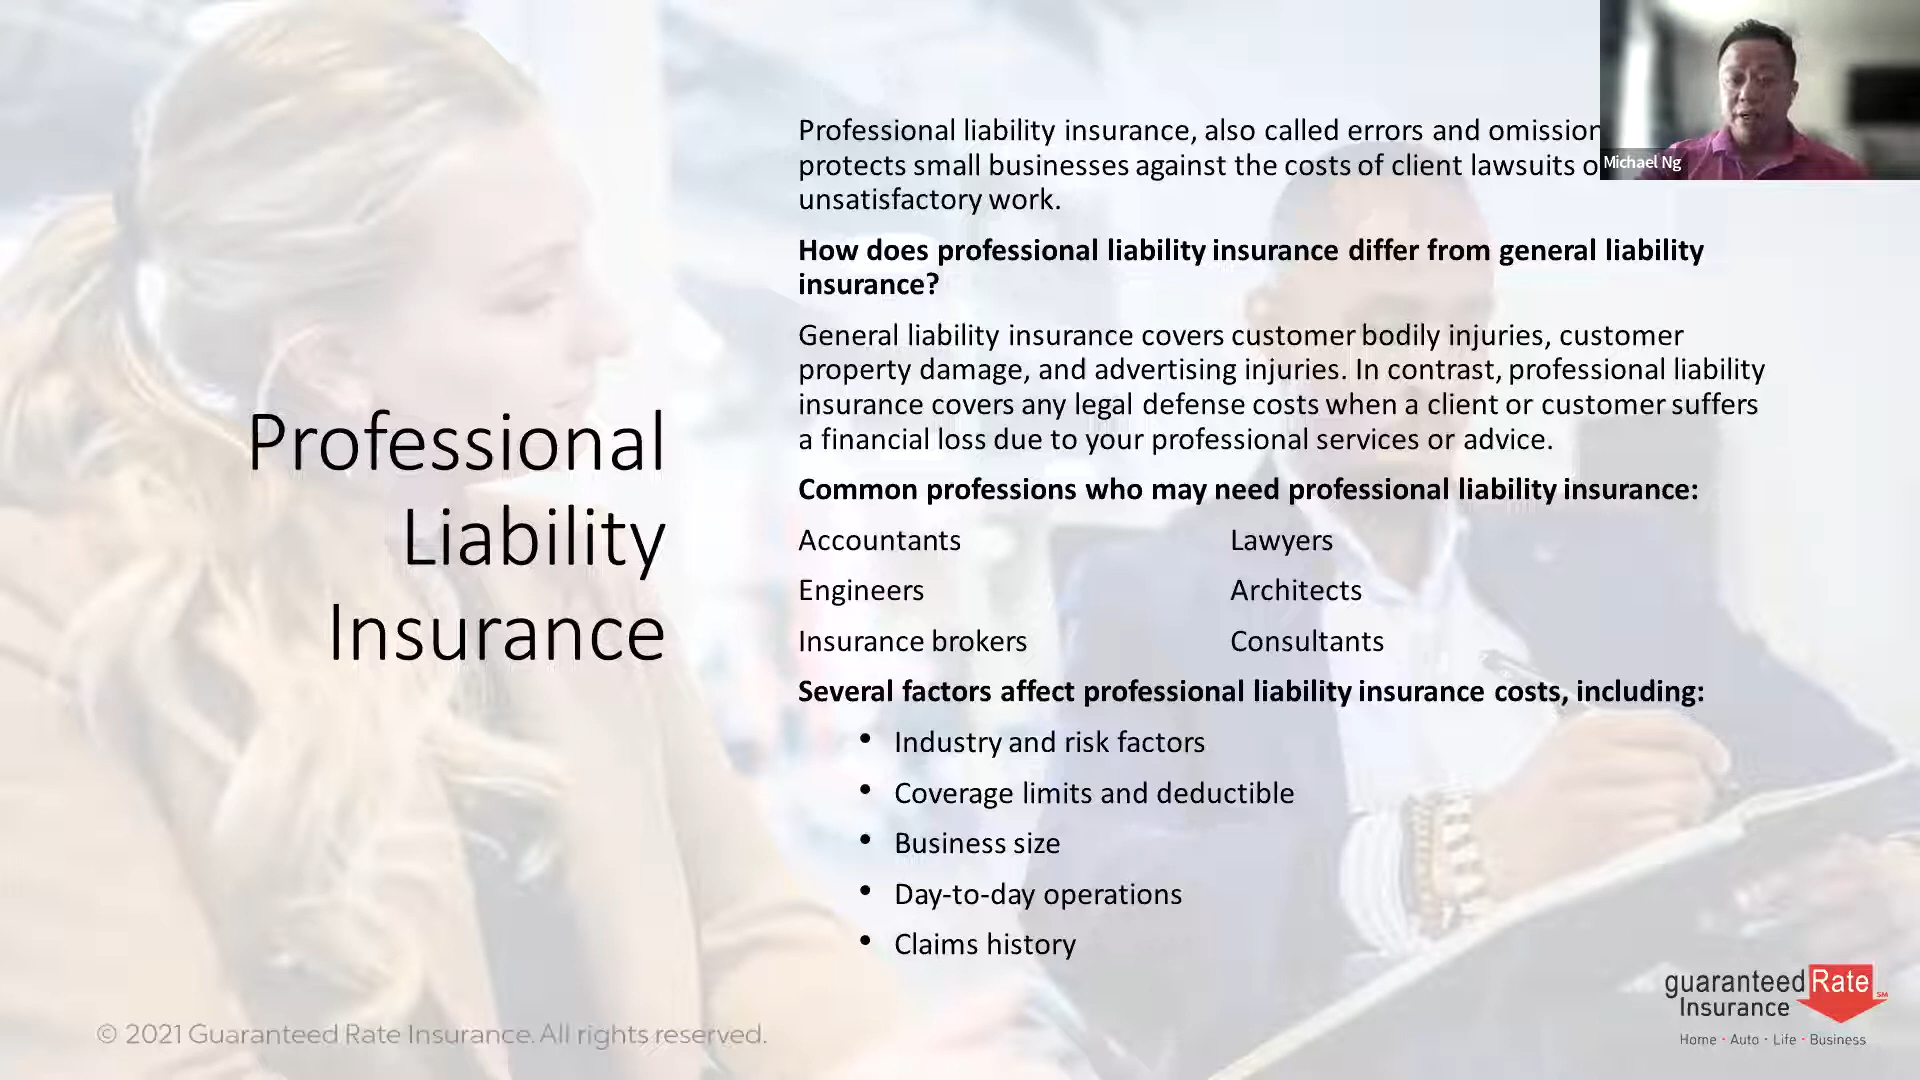 Professional
Liability
Insurance
Professional liability insurance, also called errors and omission
protects small businesses against the costs of client lawsuits o
unsatisfactory work.
How does professional liability insurance differ from general liability
insurance?
General liability insurance covers customer bodily injuries, customer
property damage, and advertising injuries. In contrast, professional liability
insurance covers any legal defense costs when a client or customer suffers
a financial loss due to your professional services or advice.
Common professions who may need professional liability insurance:
Accountants Lawyers
Engineers Architects
Insurance brokers Consultants
Several factors affect professional liability insurance costs, including:
• Industry and risk factors
• Coverage limits and deductible
• Business size
• Day-to-day operations
• Claims history
Michael Ng
© 2021 Guaranteed Rate Insurance. All rights reserved.
guaranteed Rate SM
Insurance
Home · Auto · Life · Business